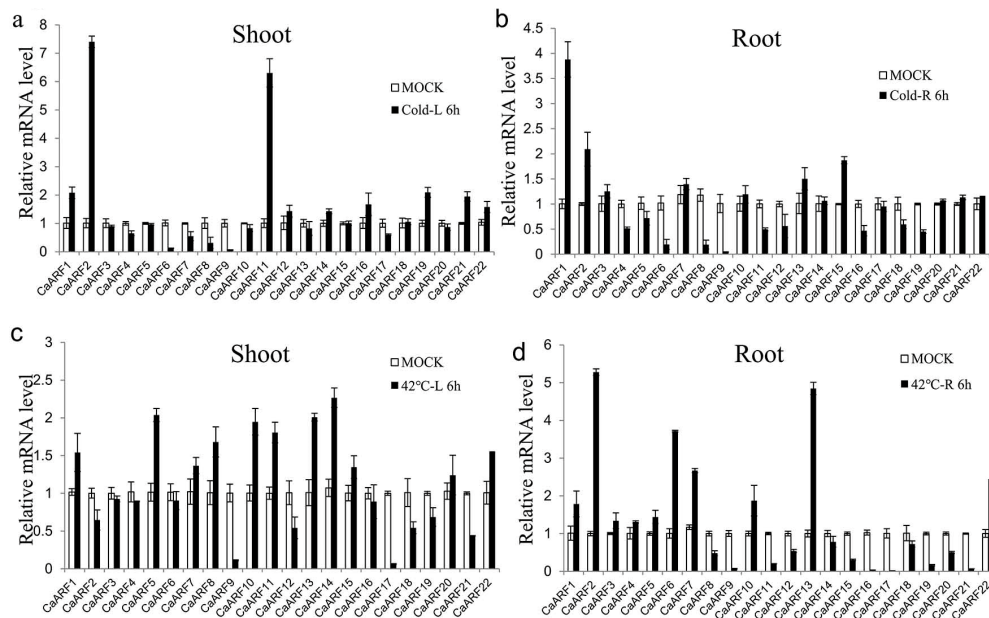 a
Shoot
Relative mRNA level
8
7
6
5
4
3
2
1
0
MOCK
Cold-L 6h
CaARF1
CaARF2
CaARF3
CaARF4
CaARF5
CaARF6
CaARF7
CaARF8
CaARF9
CaARF10
CaARF11
CaARF12
CaARF13
CaARF14
CaARF15
CaARF16
CaARF17
CaARF18
CaARF19
CaARF20
CaARF21
CaARF22
b
Root
Relative mRNA level
4.5
4
3.5
3
2.5
2
1.5
1
0.5
0
MOCK
Cold-R 6h
CaARF1
CaARF2
CaARF3
CaARF4
CaARF5
CaARF6
CaARF7
CaARF8
CaARF9
CaARF10
CaARF11
CaARF12
CaARF13
CaARF14
CaARF15
CaARF16
CaARF17
CaARF18
CaARF19
CaARF20
CaARF21
CaARF22
c
Shoot
Relative mRNA level
3
2.5
2
1.5
1
0.5
0
MOCK
42°C-L 6h
CaARF1
CaARF2
CaARF3
CaARF4
CaARF5
CaARF6
CaARF7
CaARF8
CaARF9
CaARF10
CaARF11
CaARF12
CaARF13
CaARF14
CaARF15
CaARF16
CaARF17
CaARF18
CaARF19
CaARF20
CaARF21
CaARF22
d
Root
Relative mRNA level
6
5
4
3
2
1
0
MOCK
42°C-R 6h
CaARF1
CaARF2
CaARF3
CaARF4
CaARF5
CaARF6
CaARF7
CaARF8
CaARF9
CaARF10
CaARF11
CaARF12
CaARF13
CaARF14
CaARF15
CaARF16
CaARF17
CaARF18
CaARF19
CaARF20
CaARF21
CaARF22